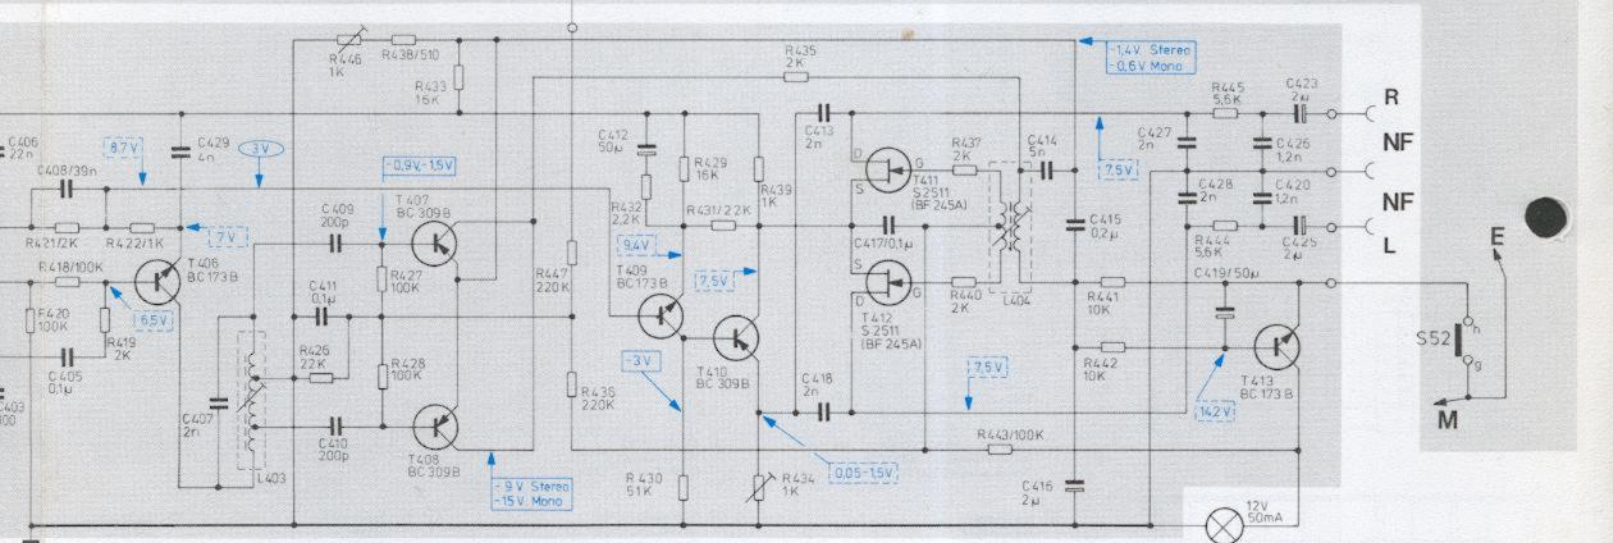 R446
1K
R438/510
R433
16K
R435
2K
-1,4V Stereo
-0,6V Mono
R445
5,6K
C423
2µ
R
C406
22n
C408/39n
8,7V
C429
4n
3V
-0,9V-1,5V
C412
50µ
R429
16K
C413
2n
R437
2K
C414
5n
C427
2n
C426
1,2n
NF
7,5V
R421/2K
R422/1K
7V
C409
200p
T407
BC 309B
R432
2,2K
R431/22K
R439
1K
D
G
S
T411
S2511
(BF 245A)
C417/0,1µ
C415
0,2µ
C428
2n
C420
1,2n
NF
R444
5,6K
C425
2µ
L
E
R418/100K
T406
BC173B
R420
100K
R419
2K
6,5V
C405
0,1µ
C411
0,1µ
R427
100K
R447
220K
9,4V
T409
BC173B
7,5V
S
D
G
T412
S2511
(BF 245A)
R440
2K
L404
R441
10K
C419/50µ
R426
22K
R428
100K
-3V
T410
BC 309B
R442
10K
T413
BC 173B
S52
h
g
C403
C407
2n
C410
200p
R436
220K
C418
2n
7,5V
14,2V
M
L403
T408
BC309B
R443/100K
-9V Stereo
-15V Mono
R430
51K
R434
1K
0,05-1,5V
C416
2µ
12V
50mA